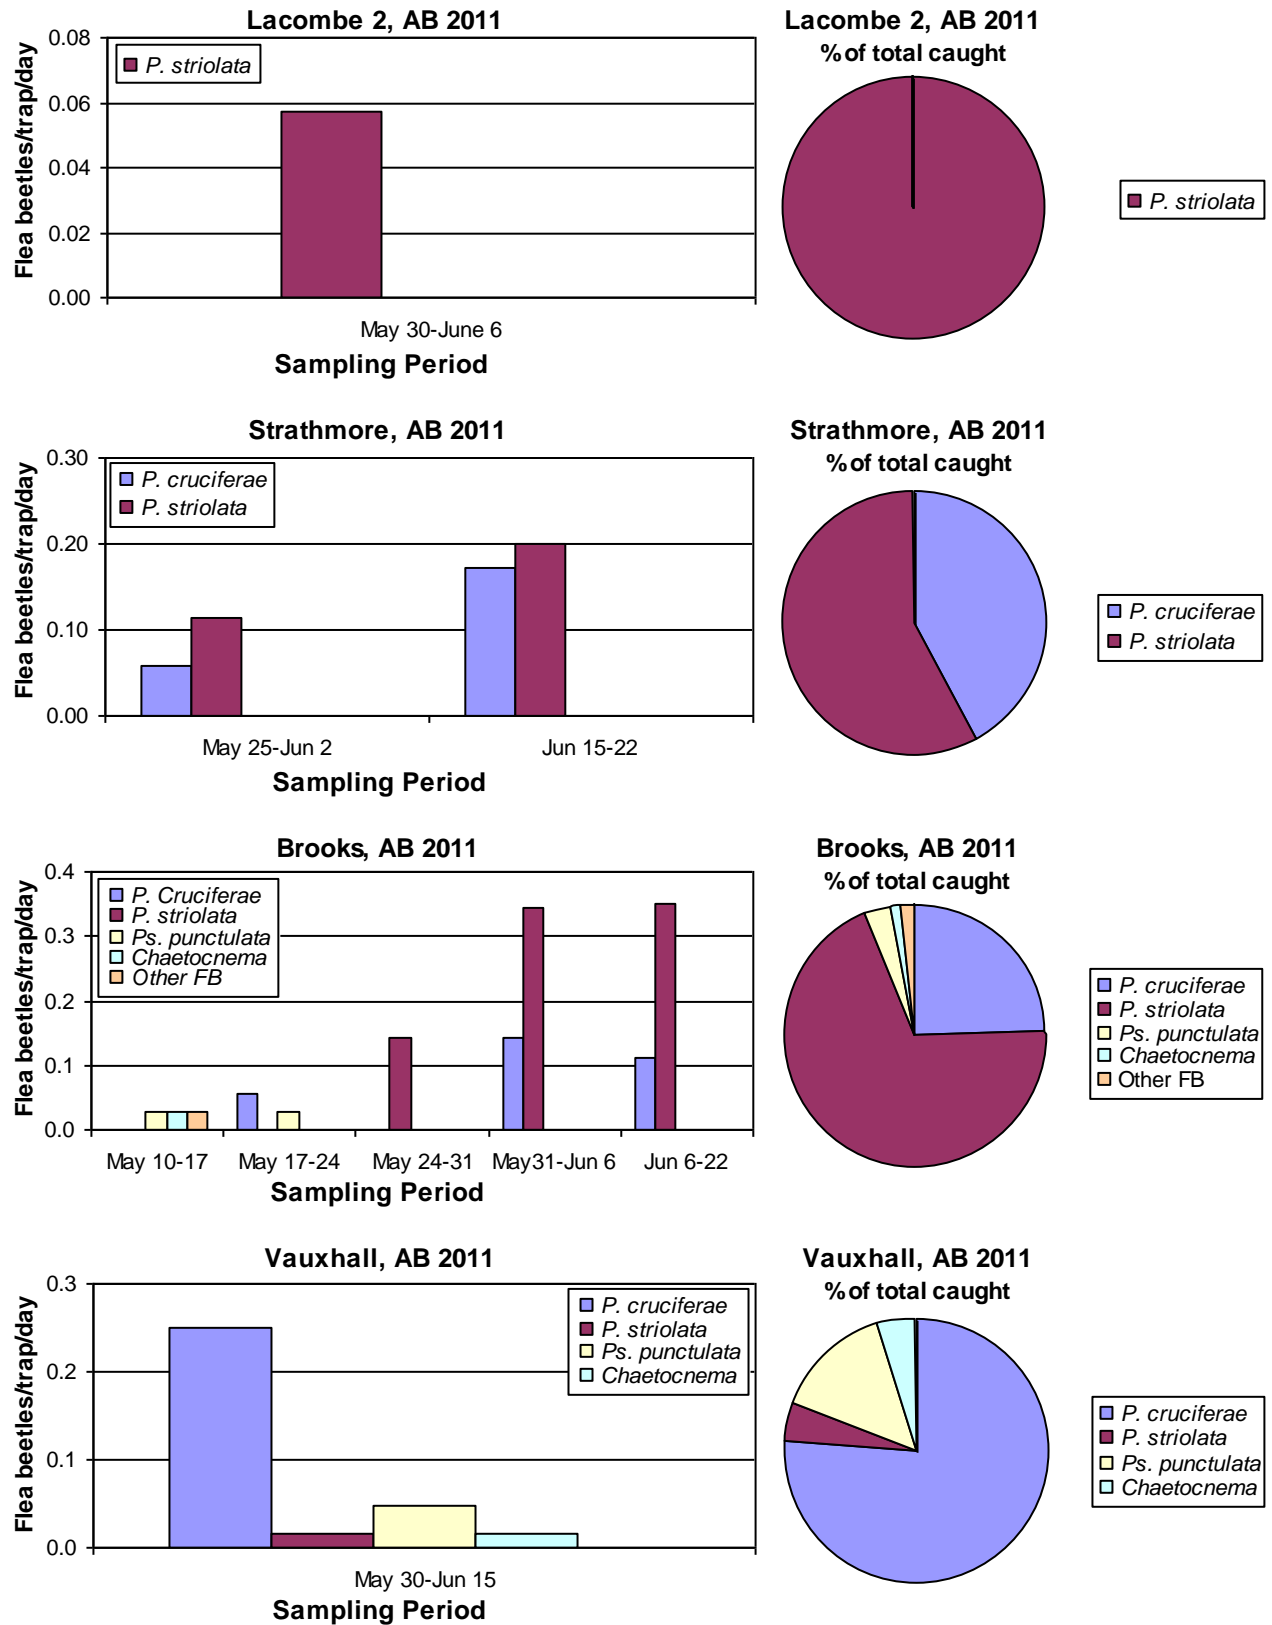 Lacombe 2, AB 2011
Flea beetles/trap/day
0.08
0.06
0.04
0.02
0.00
P. striolata
May 30-June 6
Sampling Period
Lacombe 2, AB 2011
% of total caught
P. striolata
Strathmore, AB 2011
Flea beetles/trap/day
0.30
0.20
0.10
0.00
P. cruciferae
P. striolata
May 25-Jun 2
Jun 15-22
Sampling Period
Strathmore, AB 2011
% of total caught
P. cruciferae
P. striolata
Brooks, AB 2011
Flea beetles/trap/day
0.4
0.3
0.2
0.1
0.0
P. Cruciferae
P. striolata
Ps. punctulata
Chaetocnema
Other FB
May 10-17
May 17-24
May 24-31
May31-Jun 6
Jun 6-22
Sampling Period
Brooks, AB 2011
% of total caught
P. cruciferae
P. striolata
Ps. punctulata
Chaetocnema
Other FB
Vauxhall, AB 2011
Flea beetles/trap/day
0.3
0.2
0.1
0.0
P. cruciferae
P. striolata
Ps. punctulata
Chaetocnema
May 30-Jun 15
Sampling Period
Vauxhall, AB 2011
% of total caught
P. cruciferae
P. striolata
Ps. punctulata
Chaetocnema